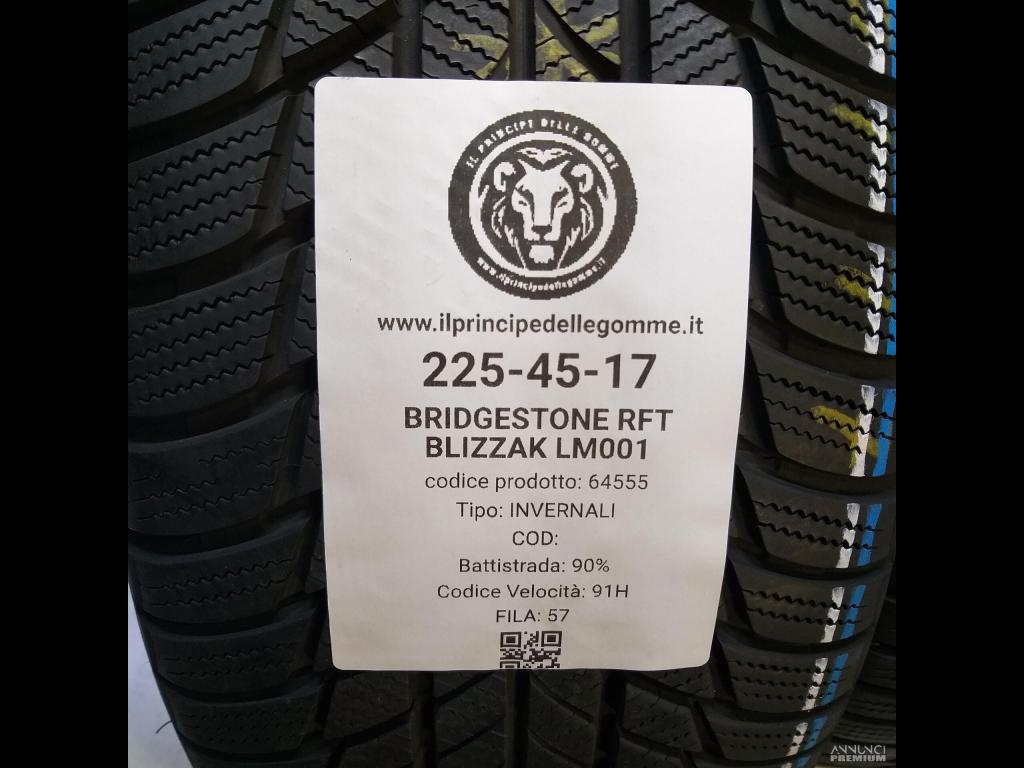 IL PRINCIPE DELLE GOMME
www.ilprincipedellegomme.it
www.ilprincipedellegomme.it
225-45-17
BRIDGESTONE RFT
BLIZZAK LM001
codice prodotto: 64555
Tipo: INVERNALI
COD:
Battistrada: 90%
Codice Velocità: 91H
FILA: 57
ANNUNCI
PREMIUM